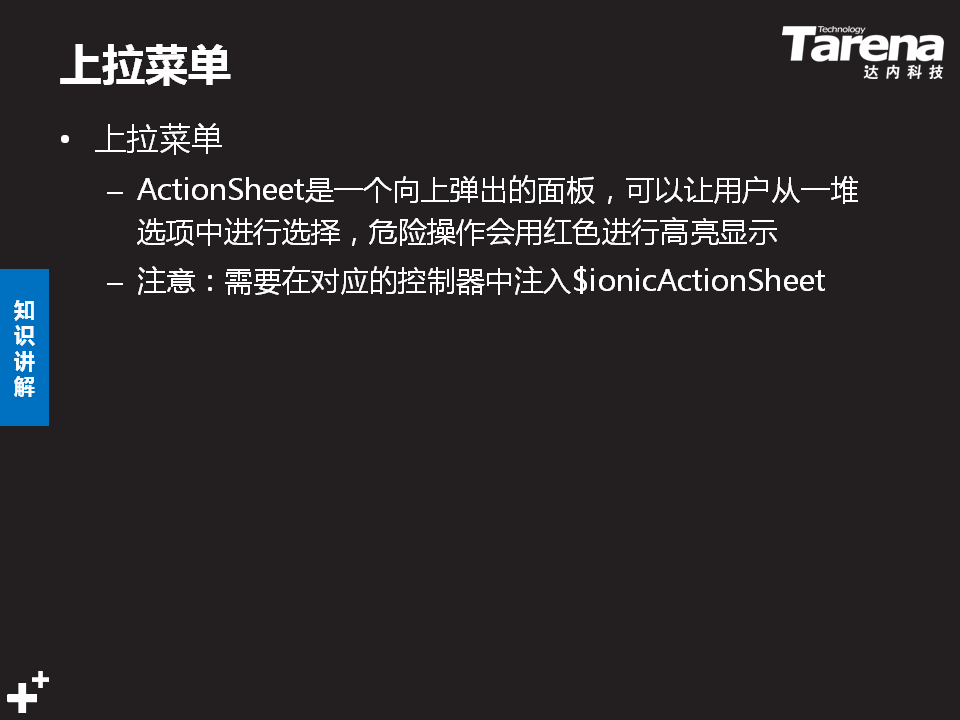 上拉菜单
Technology
Tarena
达内科技
• 上拉菜单
– ActionSheet是一个向上弹出的面板，可以让用户从一堆
选项中进行选择，危险操作会用红色进行高亮显示
– 注意：需要在对应的控制器中注入$ionicActionSheet
知
识
讲
解